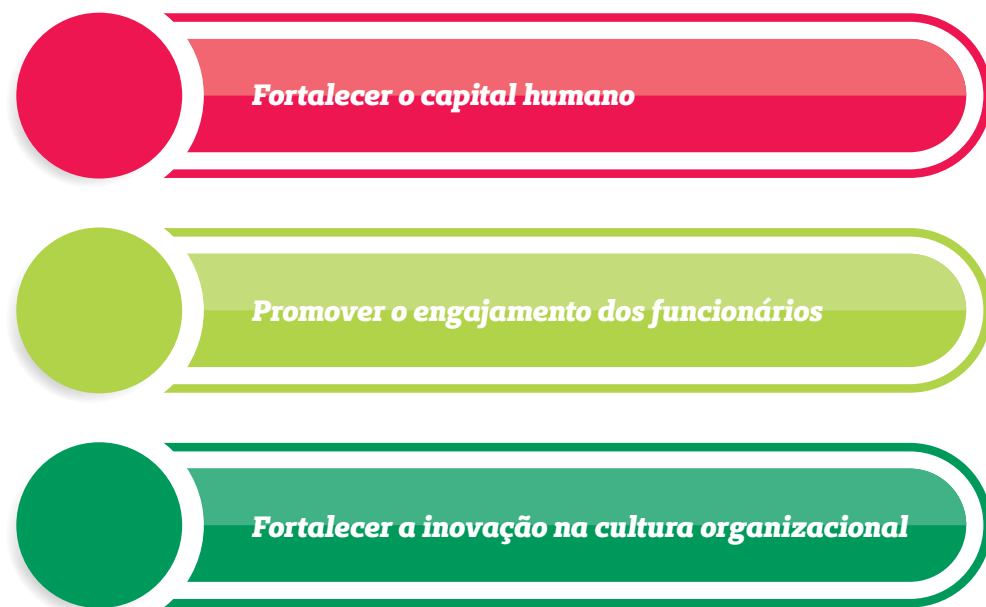 Fortalecer o capital humano
Promover o engajamento dos funcionários
Fortalecer a inovação na cultura organizacional